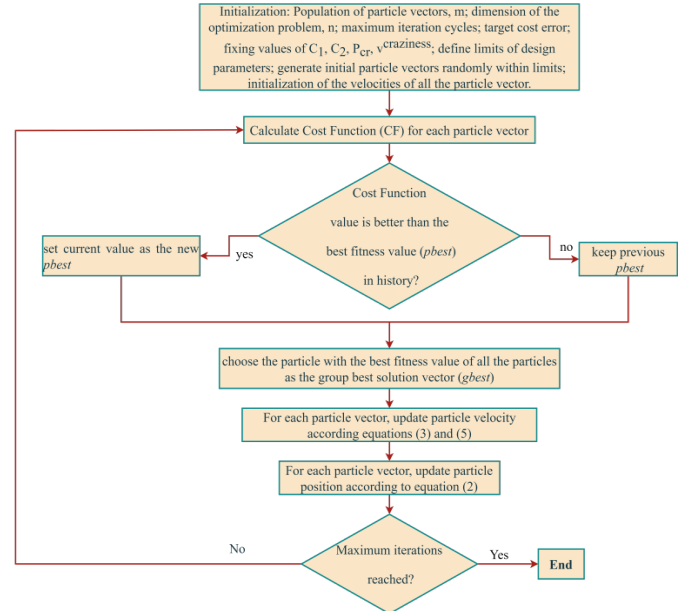 Initialization: Population of particle vectors, m; dimension of the
optimization problem, n; maximum iteration cycles; target cost error;
fixing values of C1, C2, Pcr, vcraziness; define limits of design
parameters; generate initial particle vectors randomly within limits;
initialization of the velocities of all the particle vector.
Calculate Cost Function (CF) for each particle vector
Cost Function
value is better than the
best fitness value (pbest)
in history?
yes
no
set current value as the new
pbest
keep previous
pbest
choose the particle with the best fitness value of all the particles
as the group best solution vector (gbest)
For each particle vector, update particle velocity
according equations (3) and (5)
For each particle vector, update particle
position according to equation (2)
Maximum iterations
reached?
No
Yes
End